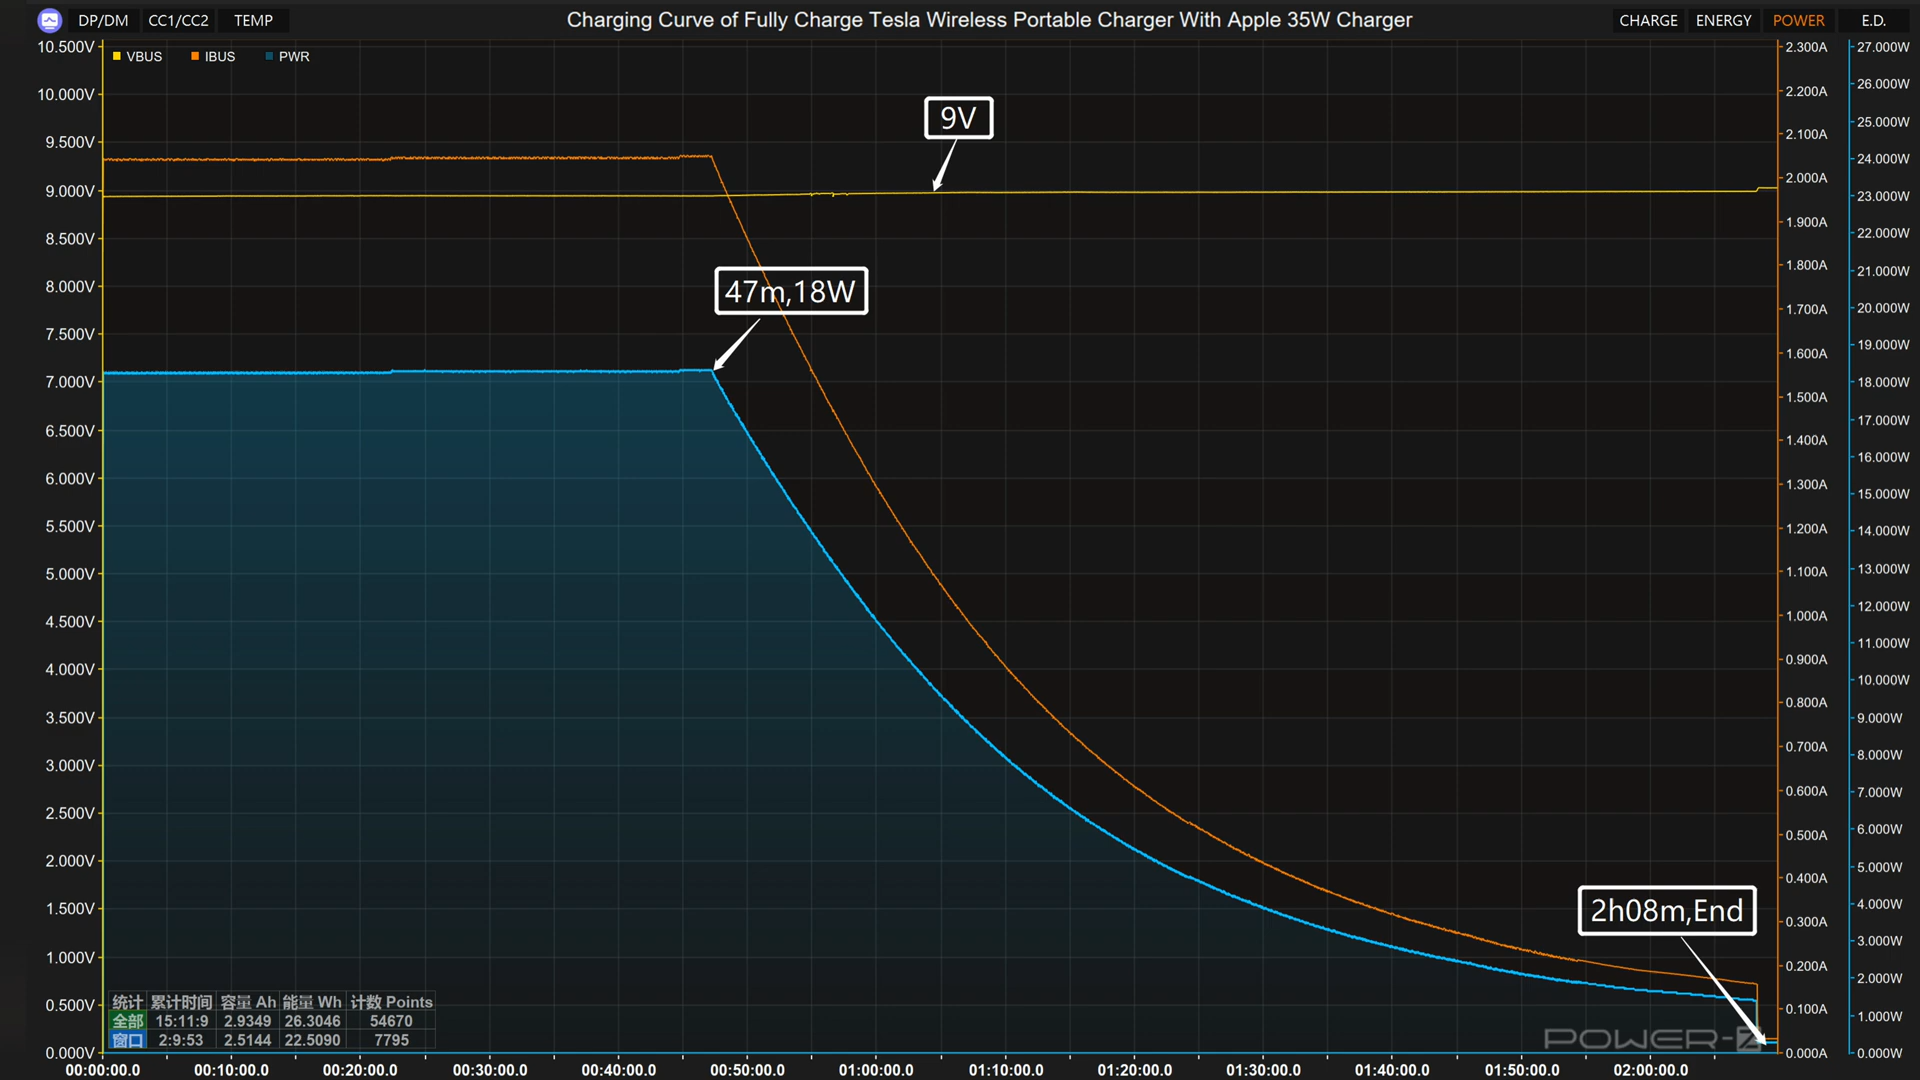 DP/DM CC1/CC2 TEMP Charging Curve of Fully Charge Tesla Wireless Portable Charger With Apple 35W Charger CHARGE ENERGY POWER E.D.
VBUS IBUS PWR
10.500V
10.000V
9.500V
9.000V
8.500V
8.000V
7.500V
7.000V
6.500V
6.000V
5.500V
5.000V
4.500V
4.000V
3.500V
3.000V
2.500V
2.000V
1.500V
1.000V
0.500V
0.000V
9V
47m,18W
2h08m,End
2.300A
2.200A
2.100A
2.000A
1.900A
1.800A
1.700A
1.600A
1.500A
1.400A
1.300A
1.200A
1.100A
1.000A
0.900A
0.800A
0.700A
0.600A
0.500A
0.400A
0.300A
0.200A
0.100A
0.000A
27.000W
26.000W
25.000W
24.000W
23.000W
22.000W
21.000W
20.000W
19.000W
18.000W
17.000W
16.000W
15.000W
14.000W
13.000W
12.000W
11.000W
10.000W
9.000W
8.000W
7.000W
6.000W
5.000W
4.000W
3.000W
2.000W
1.000W
0.000W
统计 累计时间 容量 Ah 能量 Wh 计数 Points
全部 15:11:9 2.9349 26.3046 54670
窗口 2:9:53 2.5144 22.5090 7795
POWER-Z
00:00:00.0 00:10:00.0 00:20:00.0 00:30:00.0 00:40:00.0 00:50:00.0 01:00:00.0 01:10:00.0 01:20:00.0 01:30:00.0 01:40:00.0 01:50:00.0 02:00:00.0